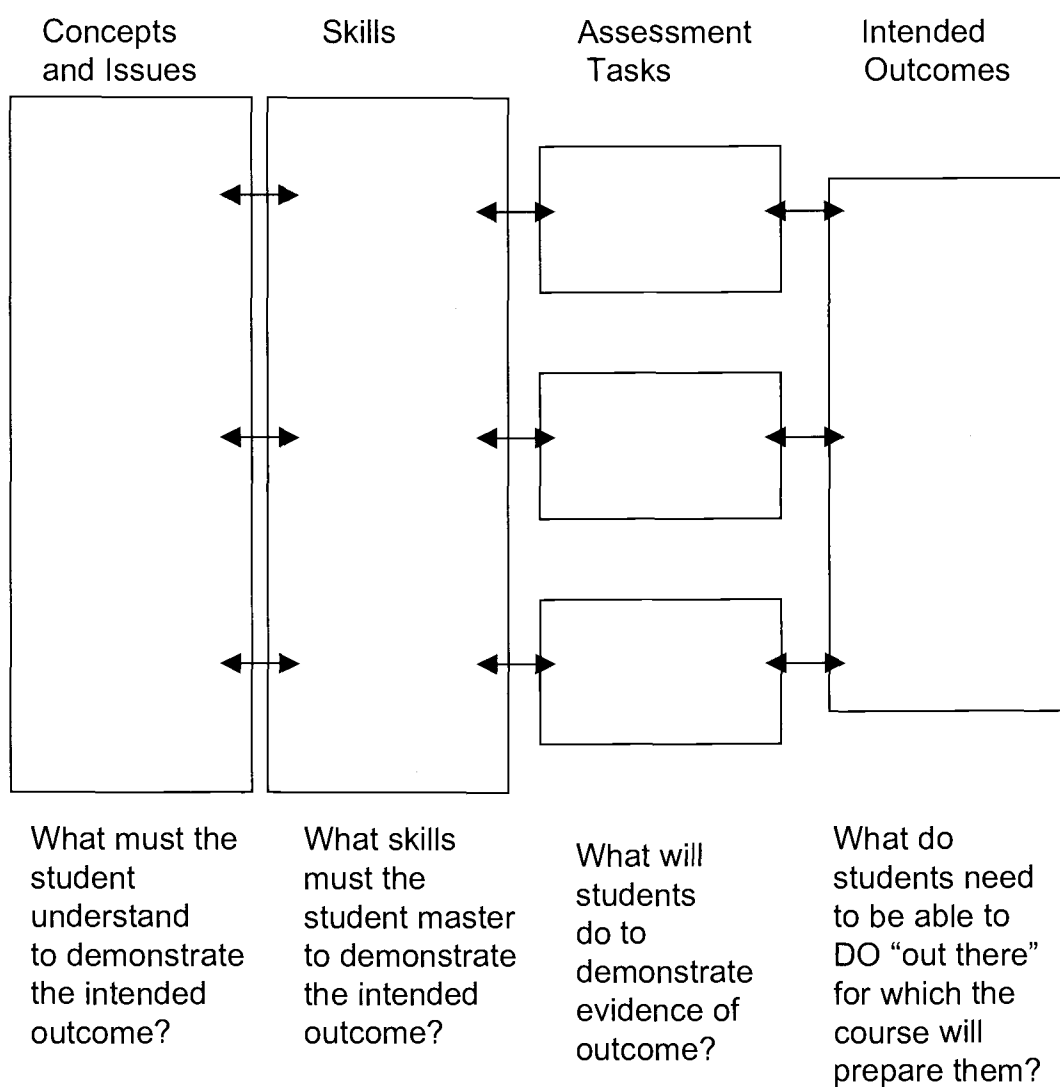 Concepts
and Issues
Skills
Assessment
Tasks
Intended
Outcomes
What must the
student
understand
to demonstrate
the intended
outcome?
What skills
must the
student master
to demonstrate
the intended
outcome?
What will
students
do to
demonstrate
evidence of
outcome?
What do
students need
to be able to
DO “out there”
for which the
course will
prepare them?